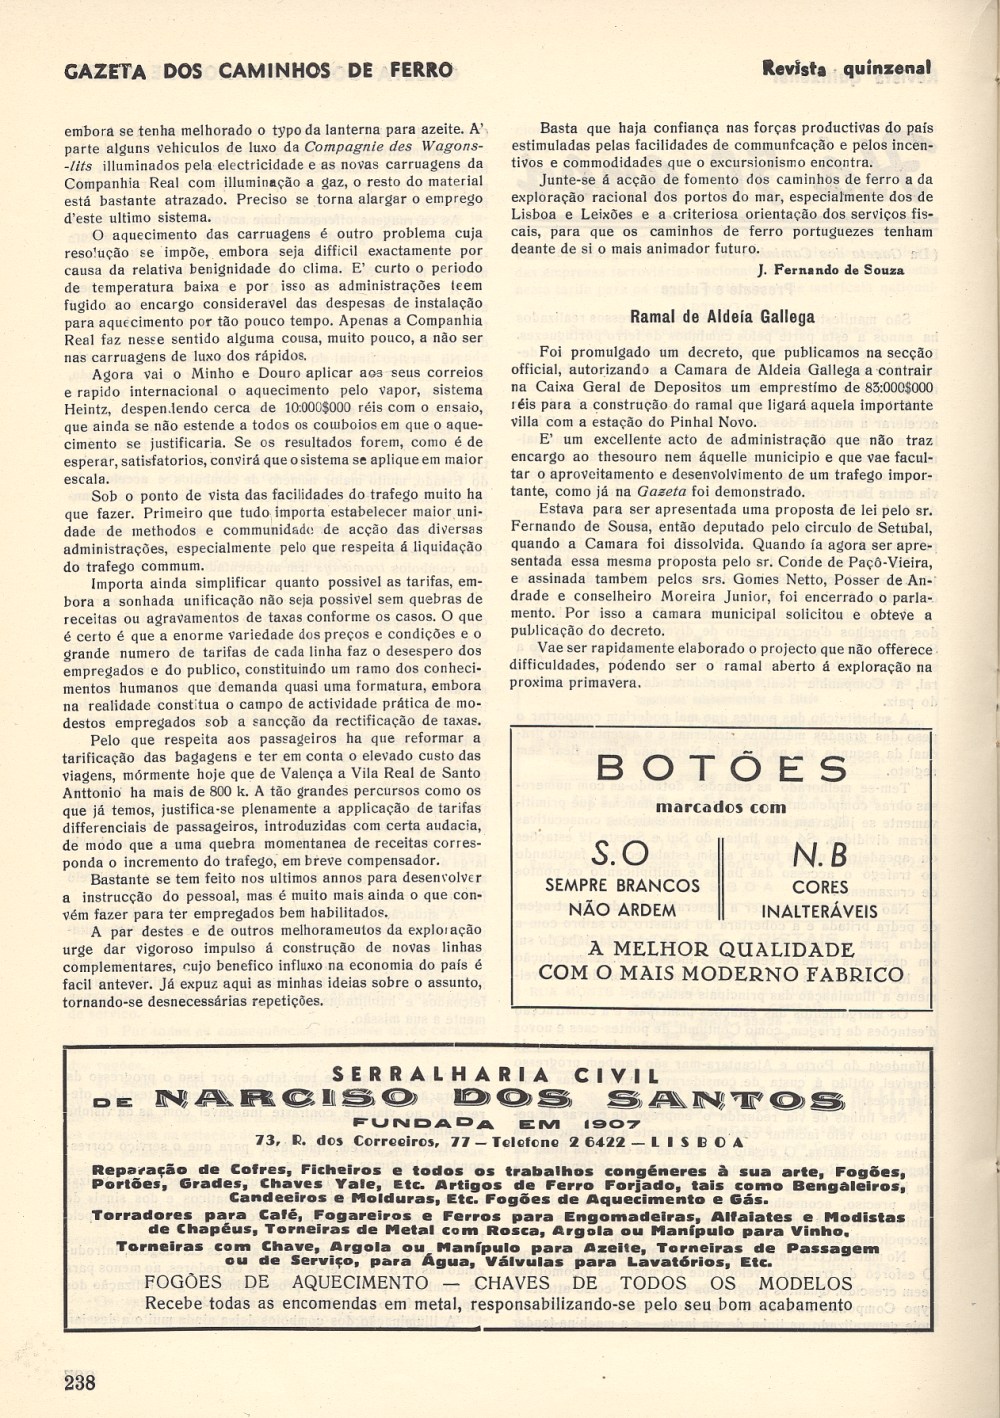 GAZETA DOS CAMINHOS DE FERRO
Revista quinzenal
embora se tenha melhorado o typo da lanterna para azeite. A'
parte alguns vehiculos de luxo da Compagnie des Wagons-
-lits illuminados pela electricidade e as novas carruagens da
Companhia Real com illuminação a gaz, o resto do material
está bastante atrazado. Preciso se torna alargar o emprego
d'este ultimo sistema.
O aquecimento das carruagens é outro problema cuja
resolução se impõe, embora seja difficil exactamente por
causa da relativa benignidade do clima. E' curto o periodo
de temperatura baixa e por isso as administrações teem
fugido ao encargo consideravel das despesas de instalação
para aquecimento por tão pouco tempo. Apenas a Companhia
Real faz nesse sentido alguma cousa, muito pouco, a não ser
nas carruagens de luxo dos rápidos.
Agora vai o Minho e Douro aplicar aos seus correios
e rapido internacional o aquecimento pelo vapor, sistema
Heintz, despendendo cerca de 10:000$000 réis com o ensaio,
que ainda se não estende a todos os comboios em que o aque-
cimento se justificaria. Se os resultados forem, como é de
esperar, satisfatorios, convirá que o sistema se aplique em maior
escala.
Sob o ponto de vista das facilidades do trafego muito ha
que fazer. Primeiro que tudo importa estabelecer maior uni-
dade de methodos e communidade de acção das diversas
administrações, especialmente pelo que respeita á liquidação
do trafego commum.
Importa ainda simplificar quanto possivel as tarifas, em-
bora a sonhada unificação não seja possivel sem quebras de
receitas ou agravamentos de taxas conforme os casos. O que
é certo é que a enorme variedade dos preços e condições e o
grande numero de tarifas de cada linha faz o desespero dos
empregados e do publico, constituindo um ramo dos conheci-
mentos humanos que demanda quasi uma formatura, embora
na realidade constitua o campo de actividade prática de mo-
destos empregados sob a sancção da rectificação de taxas.
Pelo que respeita aos passageiros ha que reformar a
tarificação das bagagens e ter em conta o elevado custo das
viagens, mórmente hoje que de Valença a Vila Real de Santo
Anttonio ha mais de 800 k. A tão grandes percursos como os
que já temos, justifica-se plenamente a applicação de tarifas
differenciais de passageiros, introduzidas com certa audacia,
de módo que a uma quebra momentanea de receitas corres-
ponda o incremento do trafego, em breve compensador.
Bastante se tem feito nos ultimos annos para desenvolver
a instrucção do pessoal, mas é muito mais ainda o que con-
vém fazer para ter empregados bem habilitados.
A par destes e de outros melhoramentos da exploração
urge dar vigoroso impulso á construção de novas linhas
complementares, cujo benefico influxo na economia do país é
facil antever. Já expuz aqui as minhas ideias sobre o assunto,
tornando-se desnecessárias repetições.
Basta que haja confiança nas forças productivas do país
estimuladas pelas facilidades de communfcação e pelos incen-
tivos e commodidades que o excursionismo encontra.
Junte-se á acção de fomento dos caminhos de ferro a da
exploração racional dos portos do mar, especialmente dos de
Lisboa e Leixões e a criteriosa orientação dos serviços fis-
cais, para que os caminhos de ferro portuguezes tenham
deante de si o mais animador futuro.
J. Fernando de Souza
Ramal de Aldeia Gallega
Foi promulgado um decreto, que publicamos na secção
official, autorizando a Camara de Aldeia Gallega a contrair
na Caixa Geral de Depositos um emprestímo de 83:000$000
réis para a construção do ramal que ligará aquela importante
villa com a estação do Pinhal Novo.
E' um excellente acto de administração que não traz
encargo ao thesouro nem áquelle municipio e que vae facul-
tar o aproveitamento e desenvolvimento de um trafego impor-
tante, como já na Gazeta foi demonstrado.
Estava para ser apresentada uma proposta de lei pelo sr.
Fernando de Sousa, então deputado pelo circulo de Setubal,
quando a Camara foi dissolvida. Quando ía agora ser apre-
sentada essa mesma proposta pelo sr. Conde de Paçô-Vieira,
e assinada tambem pelos srs. Gomes Netto, Posser de An-
drade e conselheiro Moreira Junior, foi encerrado o parla-
mento. Por isso a camara municipal solicitou e obteve a
publicação do decreto.
Vae ser rapidamente elaborado o projecto que não offerece
difficuldades, podendo ser o ramal aberto á exploração na
proxima primavera.
BOTÕES
marcados com
S.O
SEMPRE BRANCOS
NÃO ARDEM
N.B
CORES
INALTERÁVEIS
A MELHOR QUALIDADE
COM O MAIS MODERNO FABRICO
SERRALHARIA CIVIL
DE NARCISO DOS SANTOS
FUNDADA EM 1907
73, R. dos Correeiros, 77 — Telefone 2 6422 — LISBOA
Reparação de Cofres, Ficheiros e todos os trabalhos congéneres à sua arte, Fogões,
Portões, Grades, Chaves Yale, Etc. Artigos de Ferro Forjado, tais como Bengaleiros,
Candeeiros e Molduras, Etc. Fogões de Aquecimento e Gás.
Torradores para Café, Fogareiros e Ferros para Engomadeiras, Alfaiates e Modistas
de Chapéus, Torneiras de Metal com Rosca, Argola ou Manípulo para Vinho.
Torneiras com Chave, Argola ou Manípulo para Azeite, Torneiras de Passagem
ou de Serviço, para Água, Válvulas para Lavatórios, Etc.
FOGÕES DE AQUECIMENTO — CHAVES DE TODOS OS MODELOS
Recebe todas as encomendas em metal, responsabilizando-se pelo seu bom acabamento
238